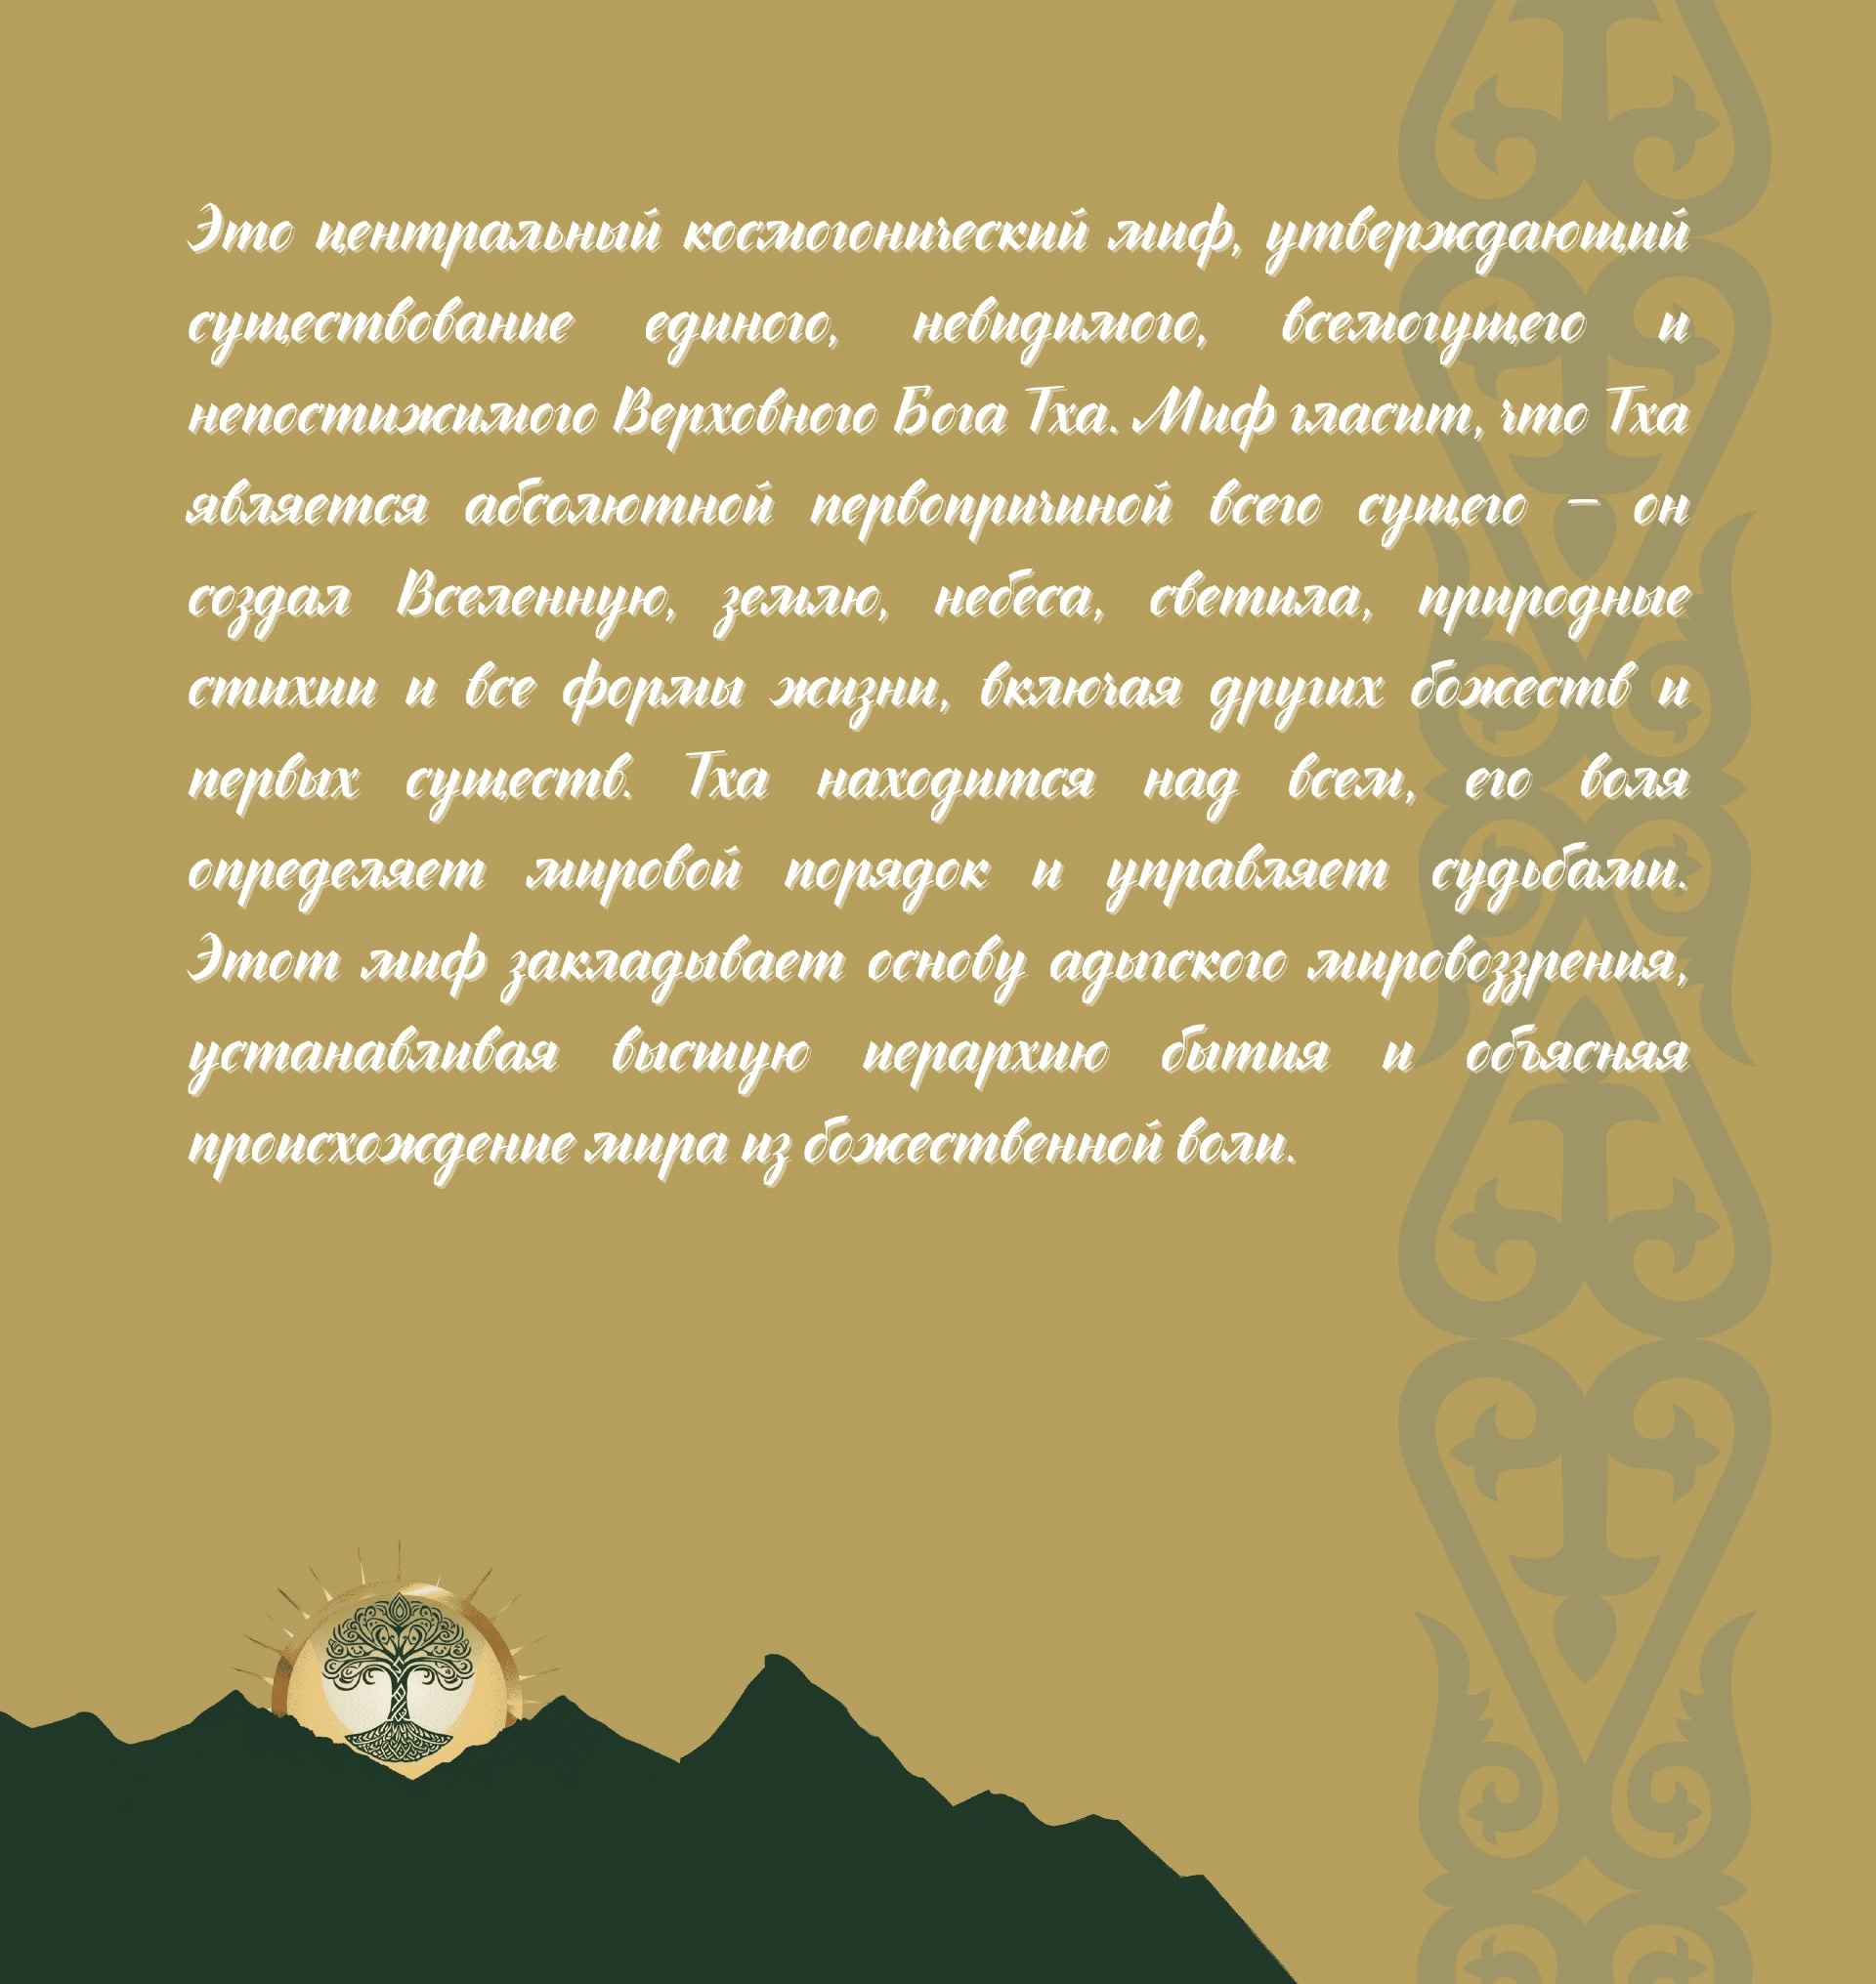 Это центральный космогонический миф, утверждающий
существование единого, невидимого, всемогущего и
непостижимого Верховного Бога Тха. Миф гласит, что Тха
является абсолютной первопричиной всего сущего – он
создал Вселенную, землю, небеса, светила, природные
стихии и все формы жизни, включая других божеств и
первых существ. Тха находится над всем, его воля
определяет мировой порядок и управляет судьбами.
Этот миф закладывает основу адыгского мировоззрения,
устанавливая высшую иерархию бытия и объясняя
происхождение мира из божественной воли.